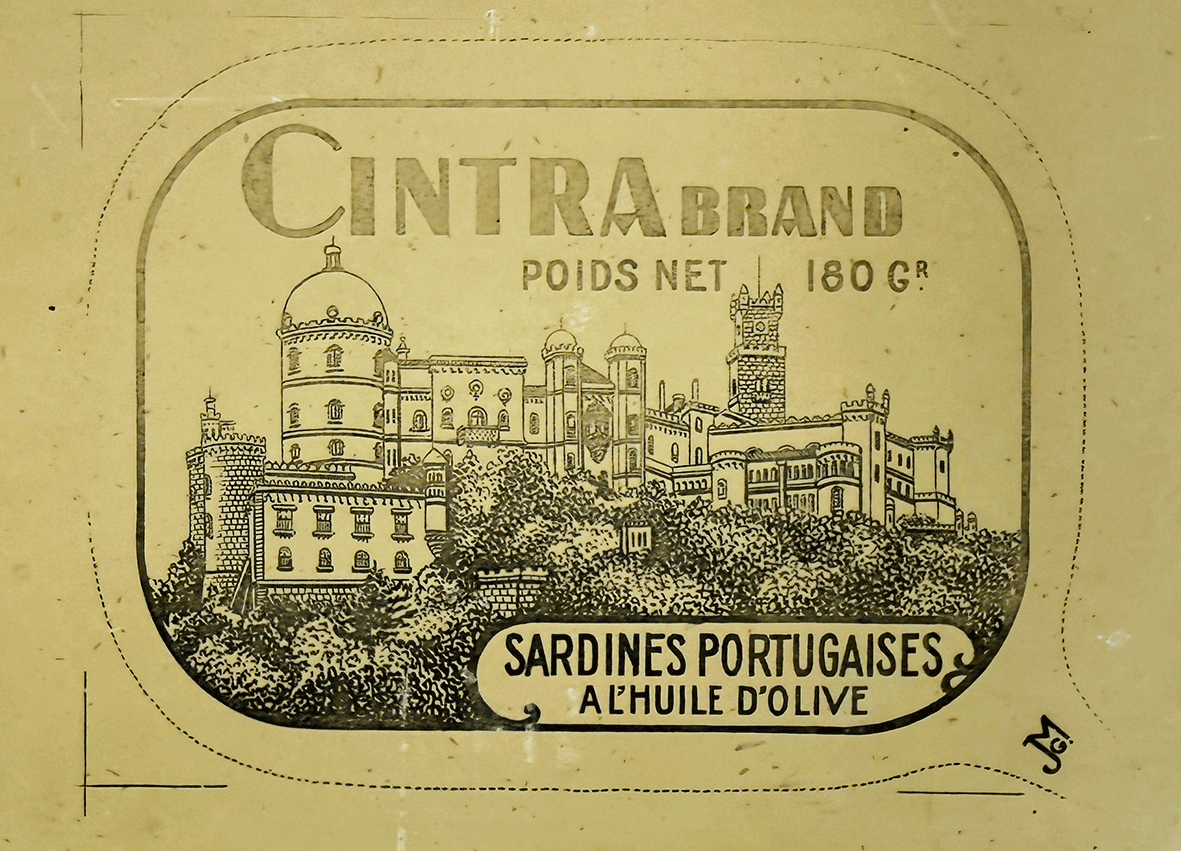 CINTRA BRAND
POIDS NET 180 GR.
SARDINES PORTUGAISES
A L'HUILE D'OLIVE